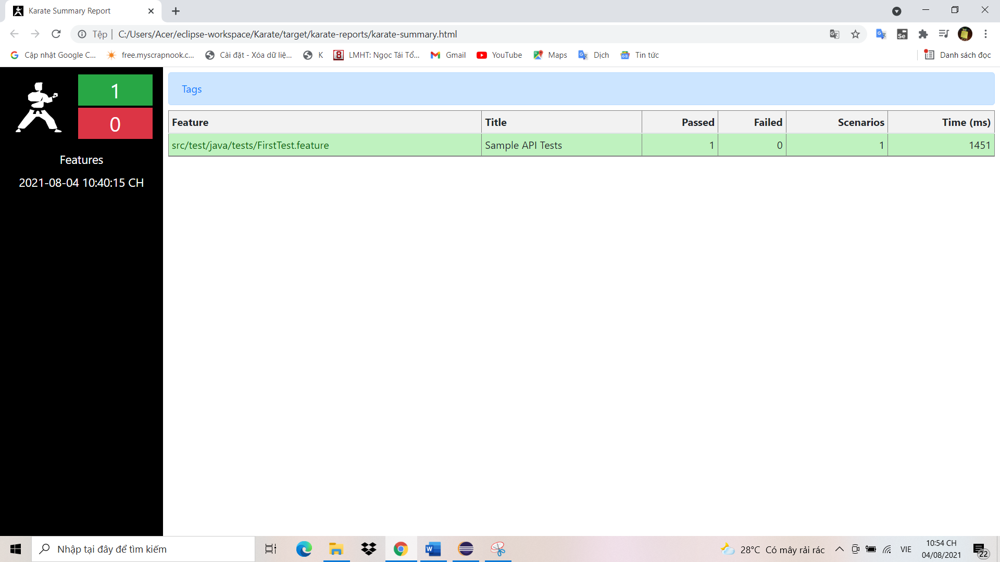 Karate Summary Report
Tệp | C:/Users/Acer/eclipse-workspace/Karate/target/karate-reports/karate-summary.html
Cập nhật Google C... free.myscrapnook.c... Cài đặt - Xóa dữ liệ... K LMHT: Ngọc Tái Tổ... Gmail YouTube Maps Dịch Tin tức Danh sách đọc
1
0
Features
2021-08-04 10:40:15 CH
Tags
Feature Title Passed Failed Scenarios Time (ms)
src/test/java/tests/FirstTest.feature Sample API Tests 1 0 1 1451
Nhập tại đây để tìm kiếm
28°C Có mây rải rác
VIE
10:54 CH
04/08/2021
22